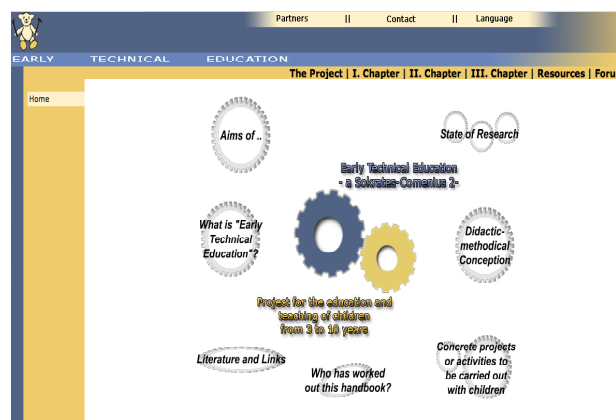 Partners || Contact || Language
EARLY TECHNICAL EDUCATION
The Project | I. Chapter | II. Chapter | III. Chapter | Resources | Foru
Home
Aims of ..
State of Research
Early Technical Education
- a Sokrates-Comenius 2-
What is "Early
Technical
Education"?
Didactic-
methodical
Conception
Project for the education and
teaching of children
from 3 to 10 years
Literature and Links
Who has worked
out this handbook?
Concrete projects
or activities to
be carried out
with children